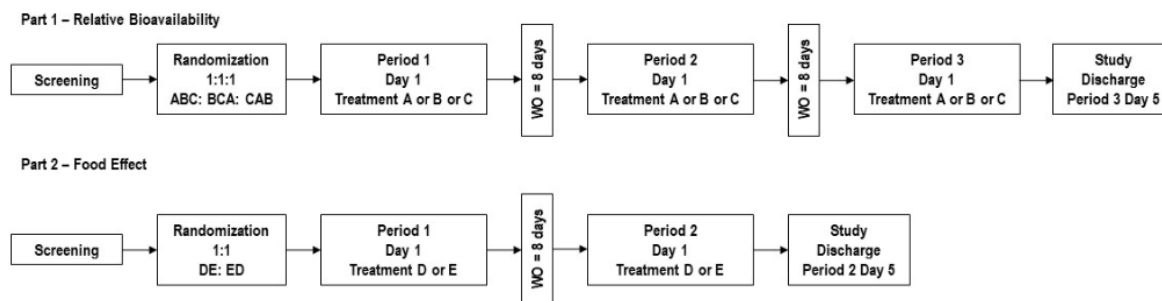 Part 1 – Relative Bioavailability
Screening
Randomization
1:1:1
ABC: BCA: CAB
Period 1
Day 1
Treatment A or B or C
WO = 8 days
Period 2
Day 1
Treatment A or B or C
WO = 8 days
Period 3
Day 1
Treatment A or B or C
Study
Discharge
Period 3 Day 5
Part 2 – Food Effect
Screening
Randomization
1:1
DE: ED
Period 1
Day 1
Treatment D or E
WO = 8 days
Period 2
Day 1
Treatment D or E
Study
Discharge
Period 2 Day 5